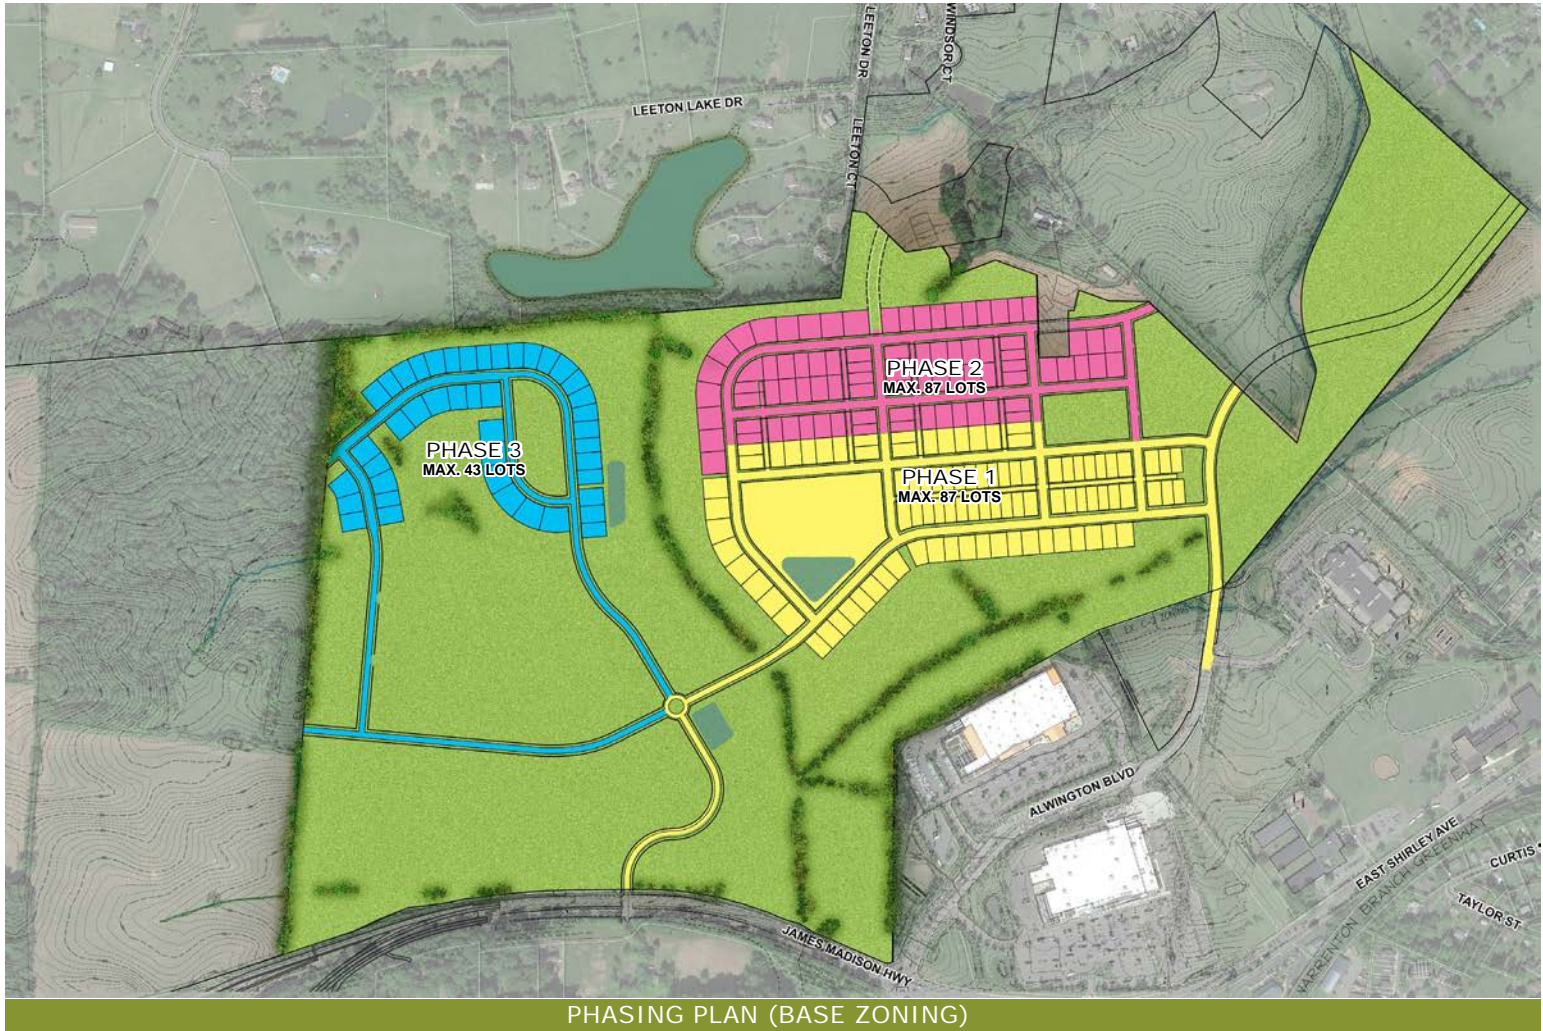 LEETON DR
WINDSOR CT
LEETON LAKE DR
LEETON CT
PHASE 2
MAX. 87 LOTS
PHASE 3
MAX. 43 LOTS
PHASE 1
MAX. 87 LOTS
ALWINGTON BLVD
EAST SHIRLEY AVE
WARRENTON BRANCH GREENWAY
CURTIS
TAYLOR ST
JAMES MADISON HWY
PHASING PLAN (BASE ZONING)